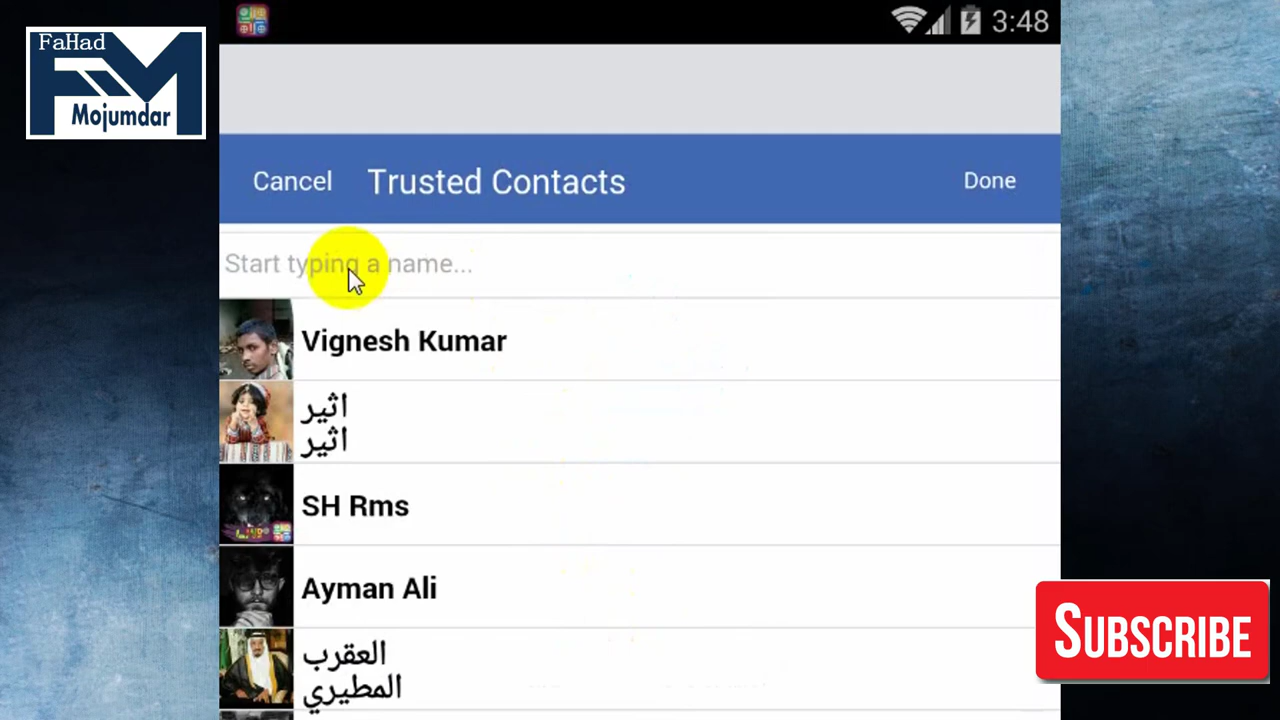 FaHad
FM
Mojumdar
3:48
Cancel
Trusted Contacts
Done
Start typing a name...
Vignesh Kumar
اثير
اثير
SH Rms
Ayman Ali
العقرب
المطيري
SUBSCRIBE